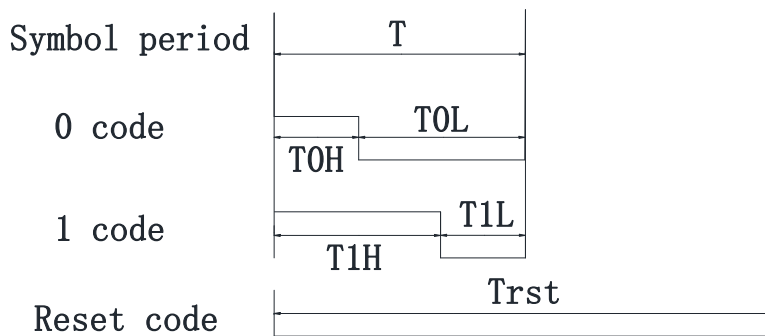 Symbol period T
0 code T0H T0L
1 code T1H T1L
Reset code Trst